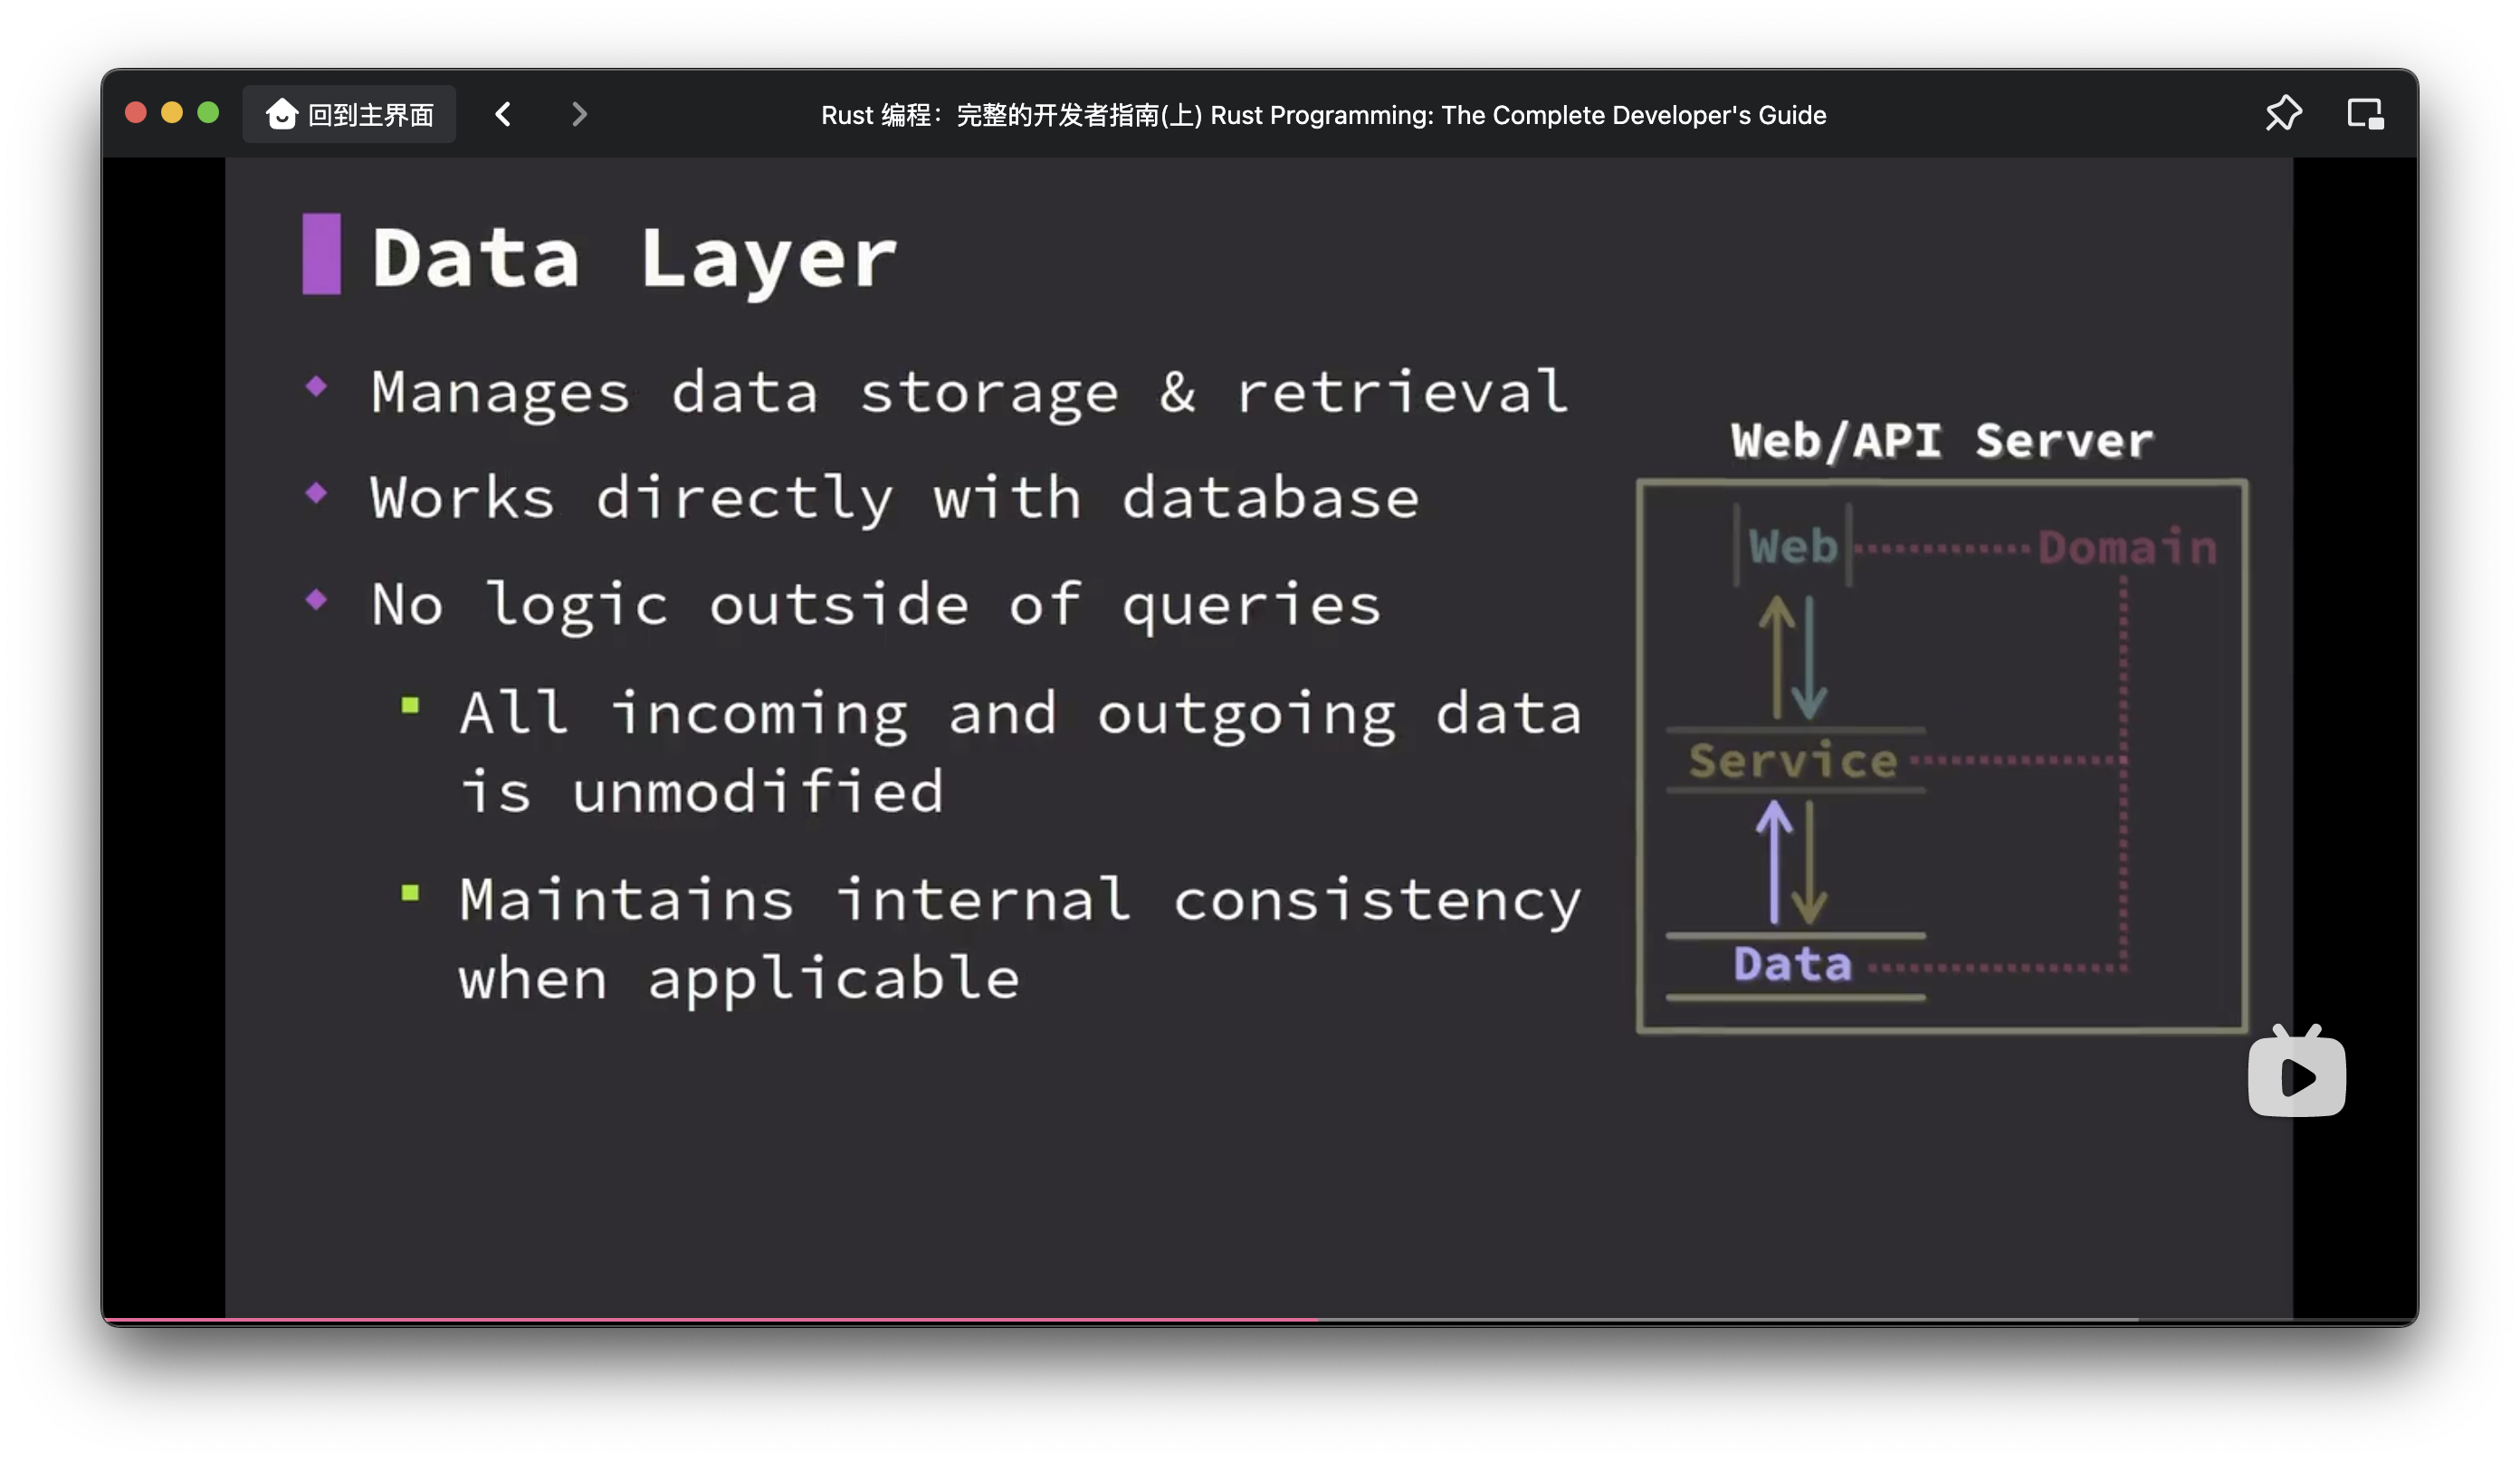 回到主界面
Rust 编程：完整的开发者指南(上) Rust Programming: The Complete Developer's Guide
Data Layer
Manages data storage & retrieval
Works directly with database
No logic outside of queries
All incoming and outgoing data
is unmodified
Maintains internal consistency
when applicable
Web/API Server
Web
Domain
Service
Data